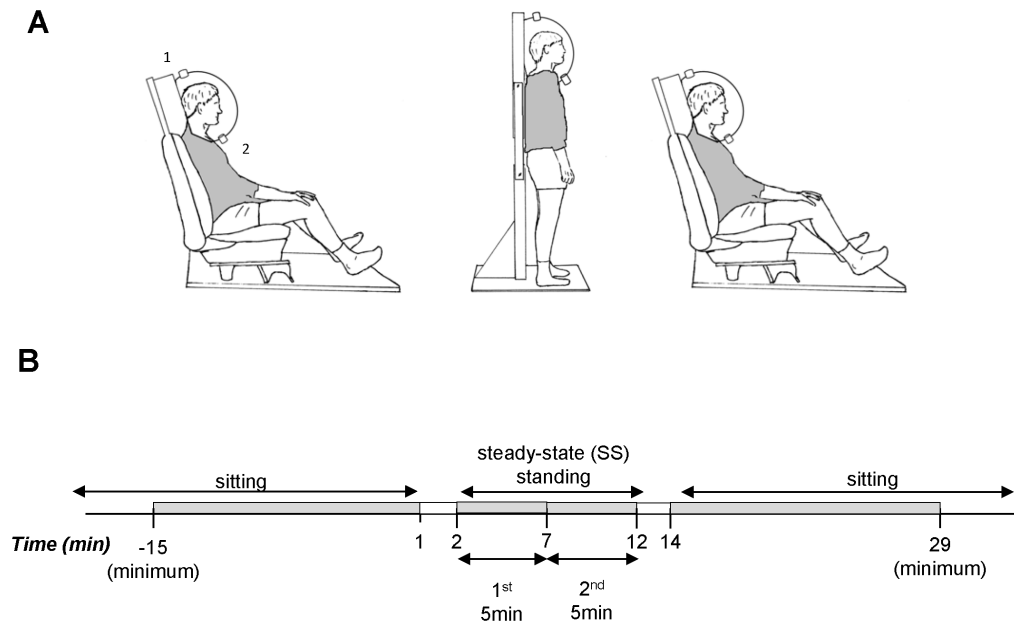 A
1
2
B
steady-state (SS)
sitting standing sitting
Time (min) -15 1 2 7 12 14 29
(minimum) (minimum)
1st 2nd
5min 5min